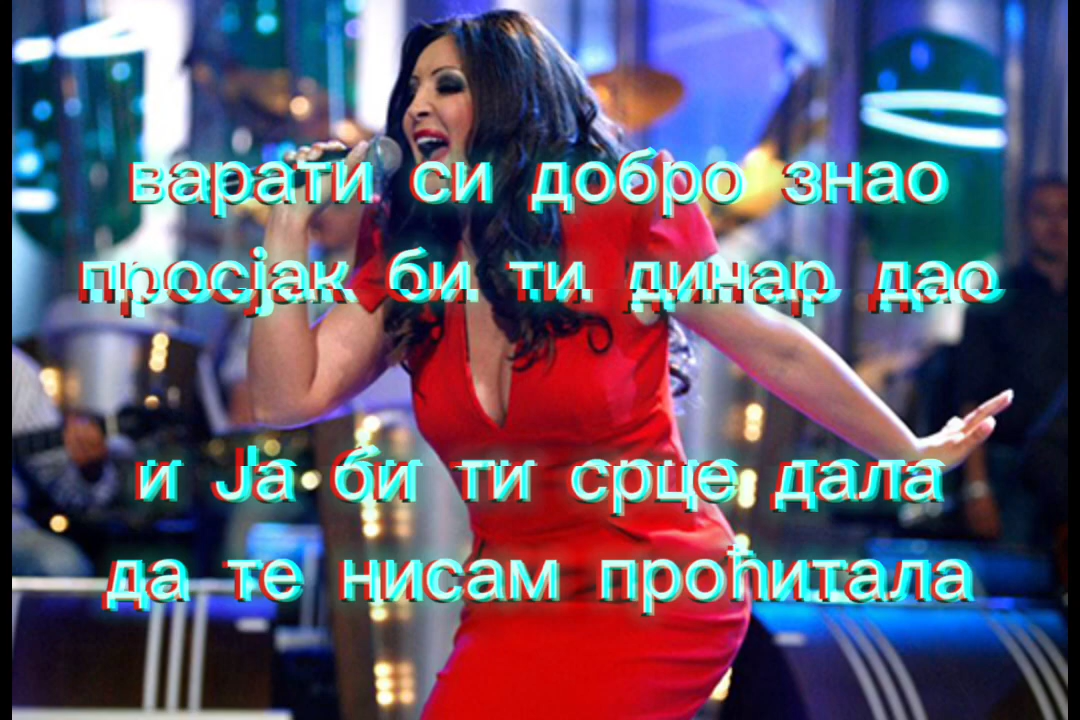 варати си добро знао
просјак би ти динар дао
и Ја би ти срце дала
да те нисам проћитала